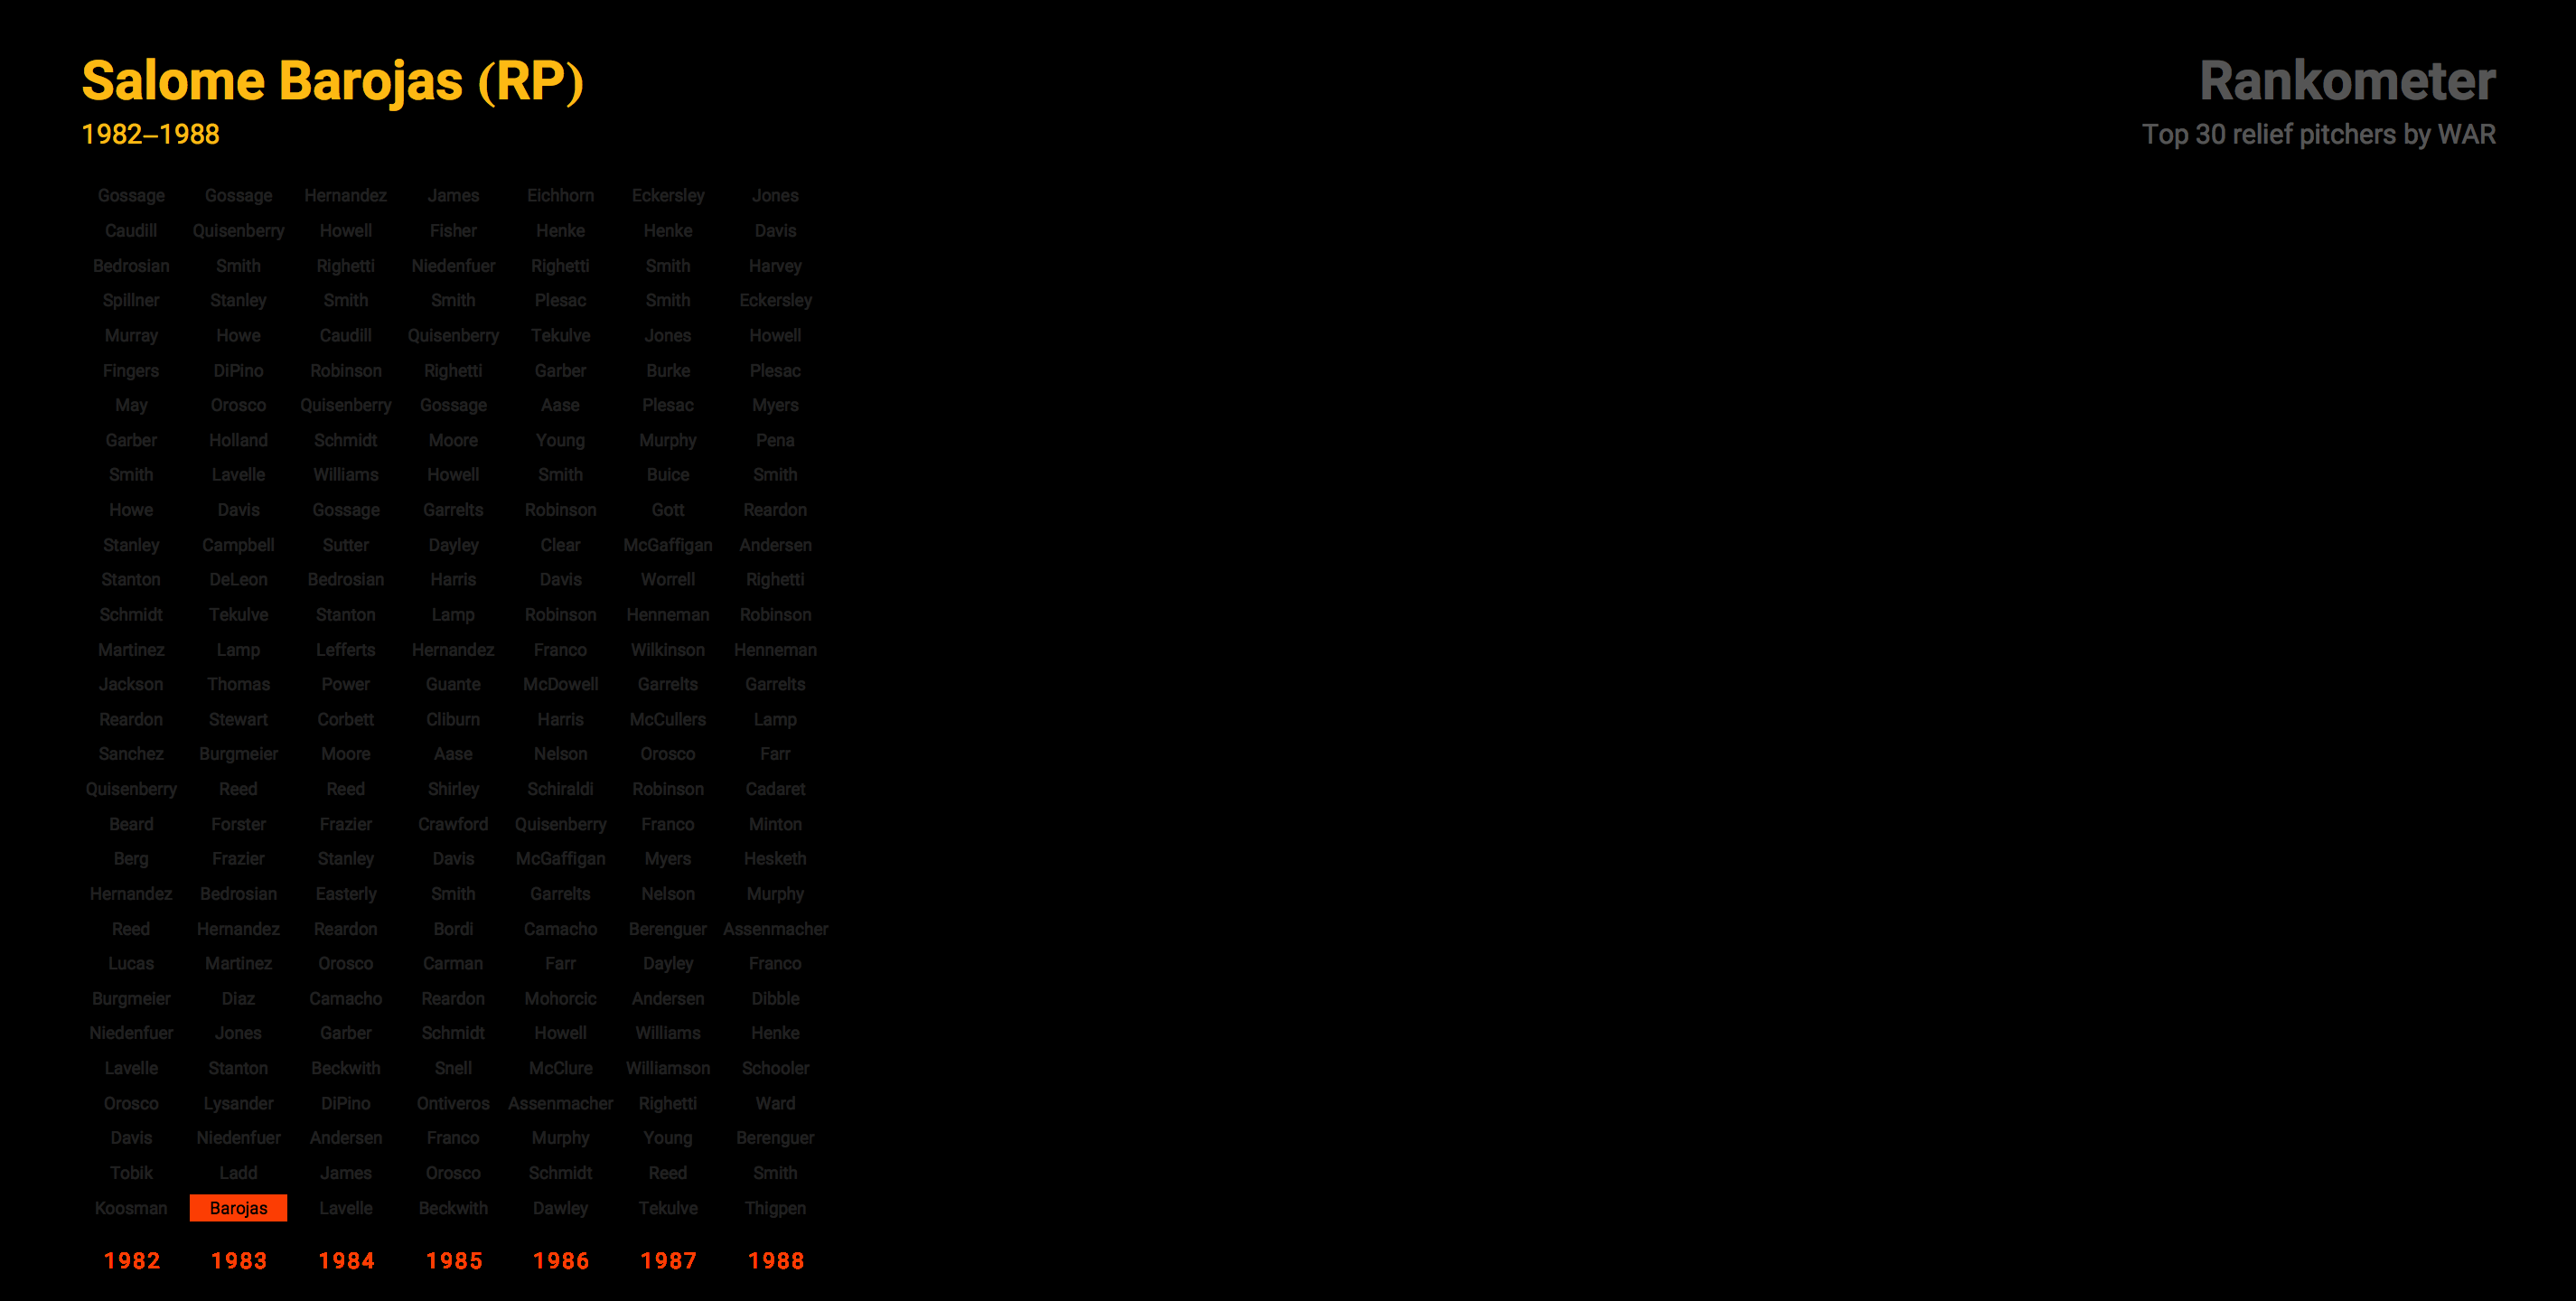 Salome Barojas (RP)
1982–1988
Rankometer
Top 30 relief pitchers by WAR
Gossage Gossage Hernandez James Eichhorn Eckersley Jones
Caudill Quisenberry Howell Fisher Henke Henke Davis
Bedrosian Smith Righetti Niedenfuer Righetti Smith Harvey
Spillner Stanley Smith Smith Plesac Smith Eckersley
Murray Howe Caudill Quisenberry Tekulve Jones Howell
Fingers DiPino Robinson Righetti Garber Burke Plesac
May Orosco Quisenberry Gossage Aase Plesac Myers
Garber Holland Schmidt Moore Young Murphy Pena
Smith Lavelle Williams Howell Smith Buice Smith
Howe Davis Gossage Garrelts Robinson Gott Reardon
Stanley Campbell Sutter Dayley Clear McGaffigan Andersen
Stanton DeLeon Bedrosian Harris Davis Worrell Righetti
Schmidt Tekulve Stanton Lamp Robinson Henneman Robinson
Martinez Lamp Lefferts Hernandez Franco Wilkinson Henneman
Jackson Thomas Power Guante McDowell Garrelts Garrelts
Reardon Stewart Corbett Cliburn Harris McCullers Lamp
Sanchez Burgmeier Moore Aase Nelson Orosco Farr
Quisenberry Reed Reed Shirley Schiraldi Robinson Cadaret
Beard Forster Frazier Crawford Quisenberry Franco Minton
Berg Frazier Stanley Davis McGaffigan Myers Hesketh
Hernandez Bedrosian Easterly Smith Garrelts Nelson Murphy
Reed Hernandez Reardon Bordi Camacho Berenguer Assenmacher
Lucas Martinez Orosco Carman Farr Dayley Franco
Burgmeier Diaz Camacho Reardon Mohorcic Andersen Dibble
Niedenfuer Jones Garber Schmidt Howell Williams Henke
Lavelle Stanton Beckwith Snell McClure Williamson Schooler
Orosco Lysander DiPino Ontiveros Assenmacher Righetti Ward
Davis Niedenfuer Andersen Franco Murphy Young Berenguer
Tobik Ladd James Orosco Schmidt Reed Smith
Koosman Barojas Lavelle Beckwith Dawley Tekulve Thigpen
1982 1983 1984 1985 1986 1987 1988